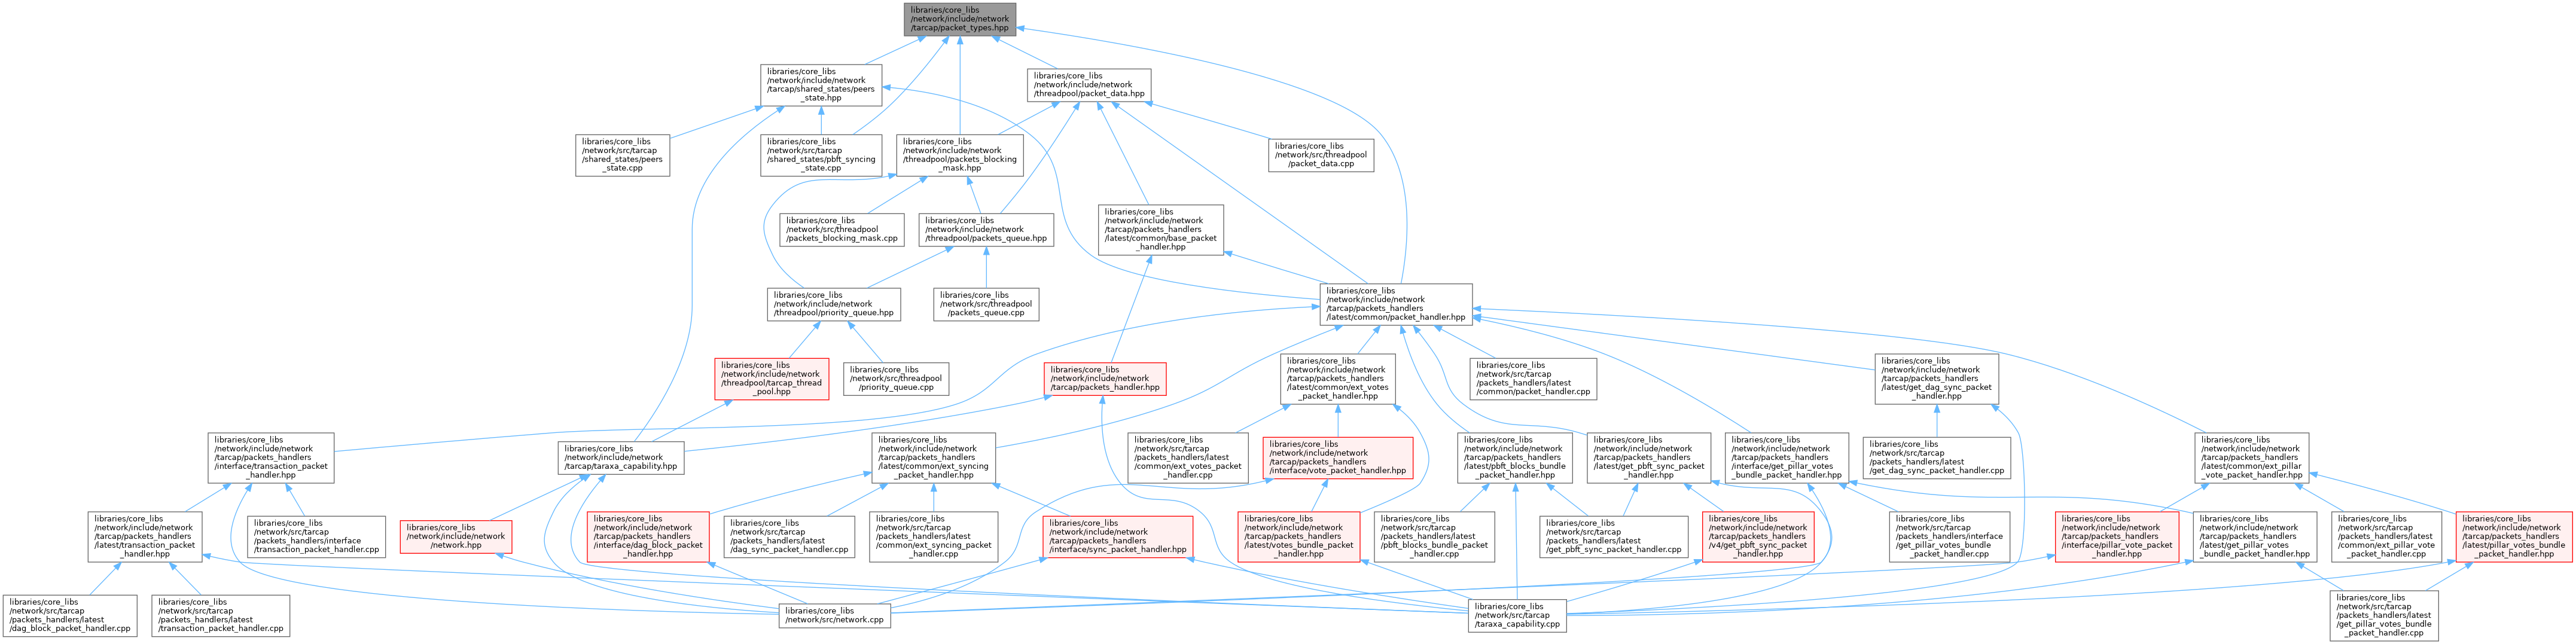 libraries/core_libs
/network/include/network
/tarcap/packet_types.hpp
libraries/core_libs
/network/include/network
/tarcap/shared_states/peers
_state.hpp
libraries/core_libs
/network/include/network
/threadpool/packet_data.hpp
libraries/core_libs
/network/src/tarcap
/shared_states/peers
_state.cpp
libraries/core_libs
/network/src/tarcap
/shared_states/pbft_syncing
_state.cpp
libraries/core_libs
/network/include/network
/threadpool/packets_blocking
_mask.hpp
libraries/core_libs
/network/src/threadpool
/packet_data.cpp
libraries/core_libs
/network/src/threadpool
/packets_blocking_mask.cpp
libraries/core_libs
/network/include/network
/threadpool/packets_queue.hpp
libraries/core_libs
/network/include/network
/tarcap/packets_handlers
/latest/common/base_packet
_handler.hpp
libraries/core_libs
/network/include/network
/threadpool/priority_queue.hpp
libraries/core_libs
/network/src/threadpool
/packets_queue.cpp
libraries/core_libs
/network/include/network
/tarcap/packets_handlers
/latest/common/packet_handler.hpp
libraries/core_libs
/network/include/network
/threadpool/tarcap_thread
_pool.hpp
libraries/core_libs
/network/src/threadpool
/priority_queue.cpp
libraries/core_libs
/network/include/network
/tarcap/packets_handler.hpp
libraries/core_libs
/network/include/network
/tarcap/packets_handlers
/latest/common/ext_votes
_packet_handler.hpp
libraries/core_libs
/network/src/tarcap
/packets_handlers/latest
/common/packet_handler.cpp
libraries/core_libs
/network/include/network
/tarcap/packets_handlers
/latest/get_dag_sync_packet
_handler.hpp
libraries/core_libs
/network/include/network
/tarcap/packets_handlers
/interface/transaction_packet
_handler.hpp
libraries/core_libs
/network/include/network
/tarcap/taraxa_capability.hpp
libraries/core_libs
/network/include/network
/tarcap/packets_handlers
/latest/common/ext_syncing
_packet_handler.hpp
libraries/core_libs
/network/src/tarcap
/packets_handlers/latest
/common/ext_votes_packet
_handler.cpp
libraries/core_libs
/network/include/network
/tarcap/packets_handlers
/interface/vote_packet_handler.hpp
libraries/core_libs
/network/include/network
/tarcap/packets_handlers
/latest/pbft_blocks_bundle
_packet_handler.hpp
libraries/core_libs
/network/include/network
/tarcap/packets_handlers
/latest/get_pbft_sync_packet
_handler.hpp
libraries/core_libs
/network/include/network
/tarcap/packets_handlers
/interface/get_pillar_votes
_bundle_packet_handler.hpp
libraries/core_libs
/network/src/tarcap
/packets_handlers/latest
/get_dag_sync_packet_handler.cpp
libraries/core_libs
/network/include/network
/tarcap/packets_handlers
/latest/common/ext_pillar
_vote_packet_handler.hpp
libraries/core_libs
/network/include/network
/tarcap/packets_handlers
/latest/transaction_packet
_handler.hpp
libraries/core_libs
/network/src/tarcap
/packets_handlers/interface
/transaction_packet_handler.cpp
libraries/core_libs
/network/include/network
/network.hpp
libraries/core_libs
/network/include/network
/tarcap/packets_handlers
/interface/dag_block_packet
_handler.hpp
libraries/core_libs
/network/src/tarcap
/packets_handlers/latest
/dag_sync_packet_handler.cpp
libraries/core_libs
/network/src/tarcap
/packets_handlers/latest
/common/ext_syncing_packet
_handler.cpp
libraries/core_libs
/network/include/network
/tarcap/packets_handlers
/interface/sync_packet_handler.hpp
libraries/core_libs
/network/include/network
/tarcap/packets_handlers
/latest/votes_bundle_packet
_handler.hpp
libraries/core_libs
/network/src/tarcap
/packets_handlers/latest
/pbft_blocks_bundle_packet
_handler.cpp
libraries/core_libs
/network/src/tarcap
/packets_handlers/latest
/get_pbft_sync_packet_handler.cpp
libraries/core_libs
/network/include/network
/tarcap/packets_handlers
/v4/get_pbft_sync_packet
_handler.hpp
libraries/core_libs
/network/src/tarcap
/packets_handlers/interface
/get_pillar_votes_bundle
_packet_handler.cpp
libraries/core_libs
/network/include/network
/tarcap/packets_handlers
/interface/pillar_vote_packet
_handler.hpp
libraries/core_libs
/network/include/network
/tarcap/packets_handlers
/latest/get_pillar_votes
_bundle_packet_handler.hpp
libraries/core_libs
/network/src/tarcap
/packets_handlers/latest
/common/ext_pillar_vote
_packet_handler.cpp
libraries/core_libs
/network/include/network
/tarcap/packets_handlers
/latest/pillar_votes_bundle
_packet_handler.hpp
libraries/core_libs
/network/src/tarcap
/packets_handlers/latest
/dag_block_packet_handler.cpp
libraries/core_libs
/network/src/tarcap
/packets_handlers/latest
/transaction_packet_handler.cpp
libraries/core_libs
/network/src/network.cpp
libraries/core_libs
/network/src/tarcap
/taraxa_capability.cpp
libraries/core_libs
/network/src/tarcap
/packets_handlers/latest
/get_pillar_votes_bundle
_packet_handler.cpp